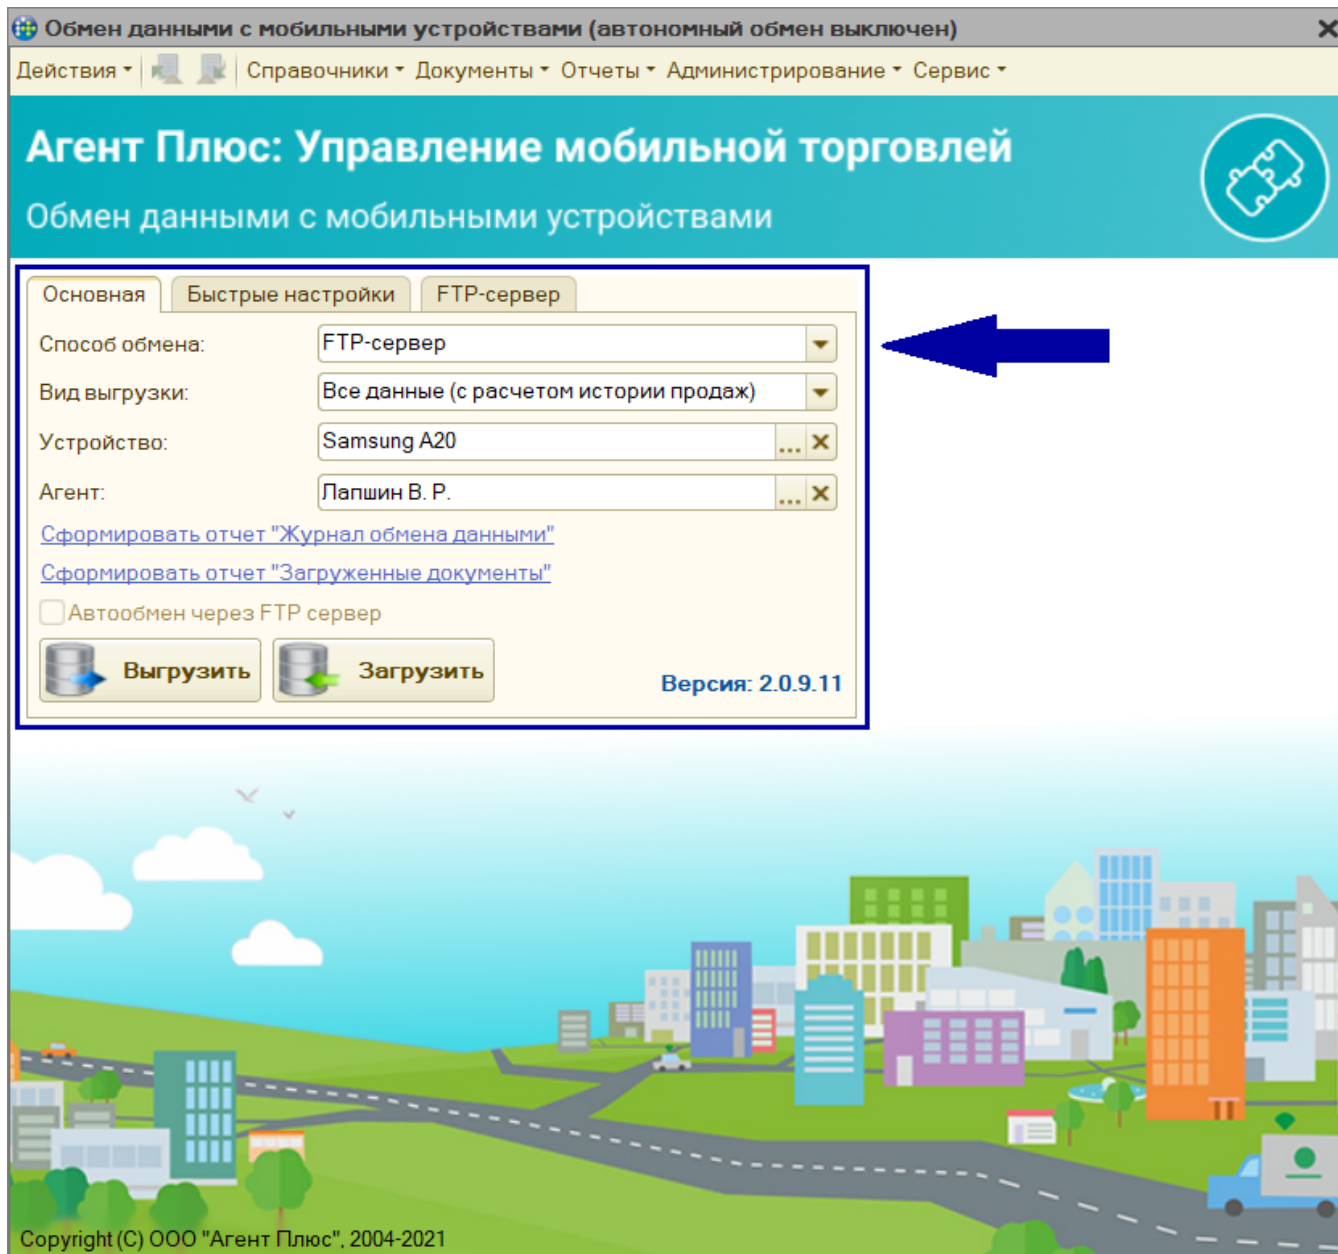 Обмен данными с мобильными устройствами (автономный обмен выключен)
Действия Справочники Документы Отчеты Администрирование Сервис
Агент Плюс: Управление мобильной торговлей
Обмен данными с мобильными устройствами
Основная Быстрые настройки FTP-сервер
Способ обмена: FTP-сервер
Вид выгрузки: Все данные (с расчетом истории продаж)
Устройство: Samsung A20 ...
Агент: Лапшин В. Р. ...
Сформировать отчет "Журнал обмена данными"
Сформировать отчет "Загруженные документы"
Автообмен через FTP сервер
Выгрузить Загрузить Версия: 2.0.9.11
Copyright (C) ООО "Агент Плюс", 2004-2021